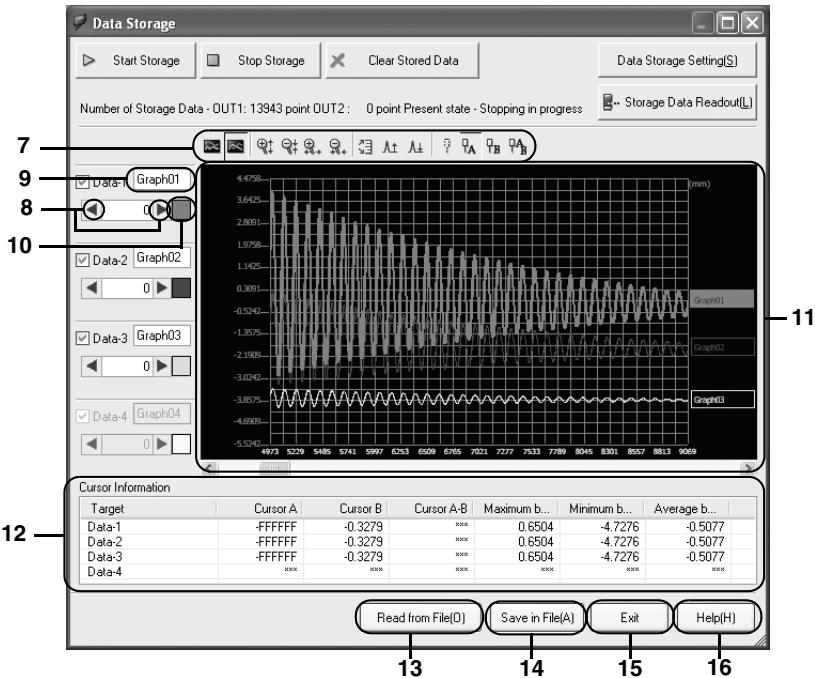 Data Storage
Start Storage Stop Storage Clear Stored Data Data Storage Setting(S)
Number of Storage Data - OUT1: 13943 point OUT2 : 0 point Present state - Stopping in progress Storage Data Readout(L)
7
A B A B
9 Data-1 Graph01
8 0
10
Data-2 Graph02
0
Data-3 Graph03
0
Data-4 Graph04
0
4.4758 (mm)
3.6425
2.8091
1.9758
1.1425
0.3091 Graph01
-0.5242
-1.3575
-2.1909 Graph02
-3.0242
-3.8575 Graph03
-4.6909
-5.5242
4973 5229 5485 5741 5997 6253 6509 6765 7021 7277 7533 7789 8045 8301 8557 8813 9069
11
12
Cursor Information
Target Cursor A Cursor B Cursor A-B Maximum b... Minimum b... Average b...
Data-1 -FFFFFF -0.3279 *** 0.6504 -4.7276 -0.5077
Data-2 -FFFFFF -0.3279 *** 0.6504 -4.7276 -0.5077
Data-3 -FFFFFF -0.3279 *** 0.6504 -4.7276 -0.5077
Data-4 *** *** *** *** *** ***
Read from File(O) Save in File(A) Exit Help(H)
13 14 15 16